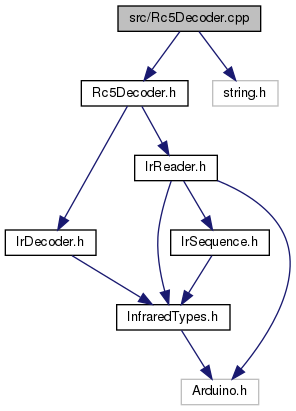 src/Rc5Decoder.cpp
Rc5Decoder.h
string.h
IrReader.h
IrDecoder.h
IrSequence.h
InfraredTypes.h
Arduino.h